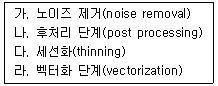 가. 노이즈 제거(noise removal)
나. 후처리 단계(post processing)
다. 세선화(thinning)
라. 벡터화 단계(vectorization)